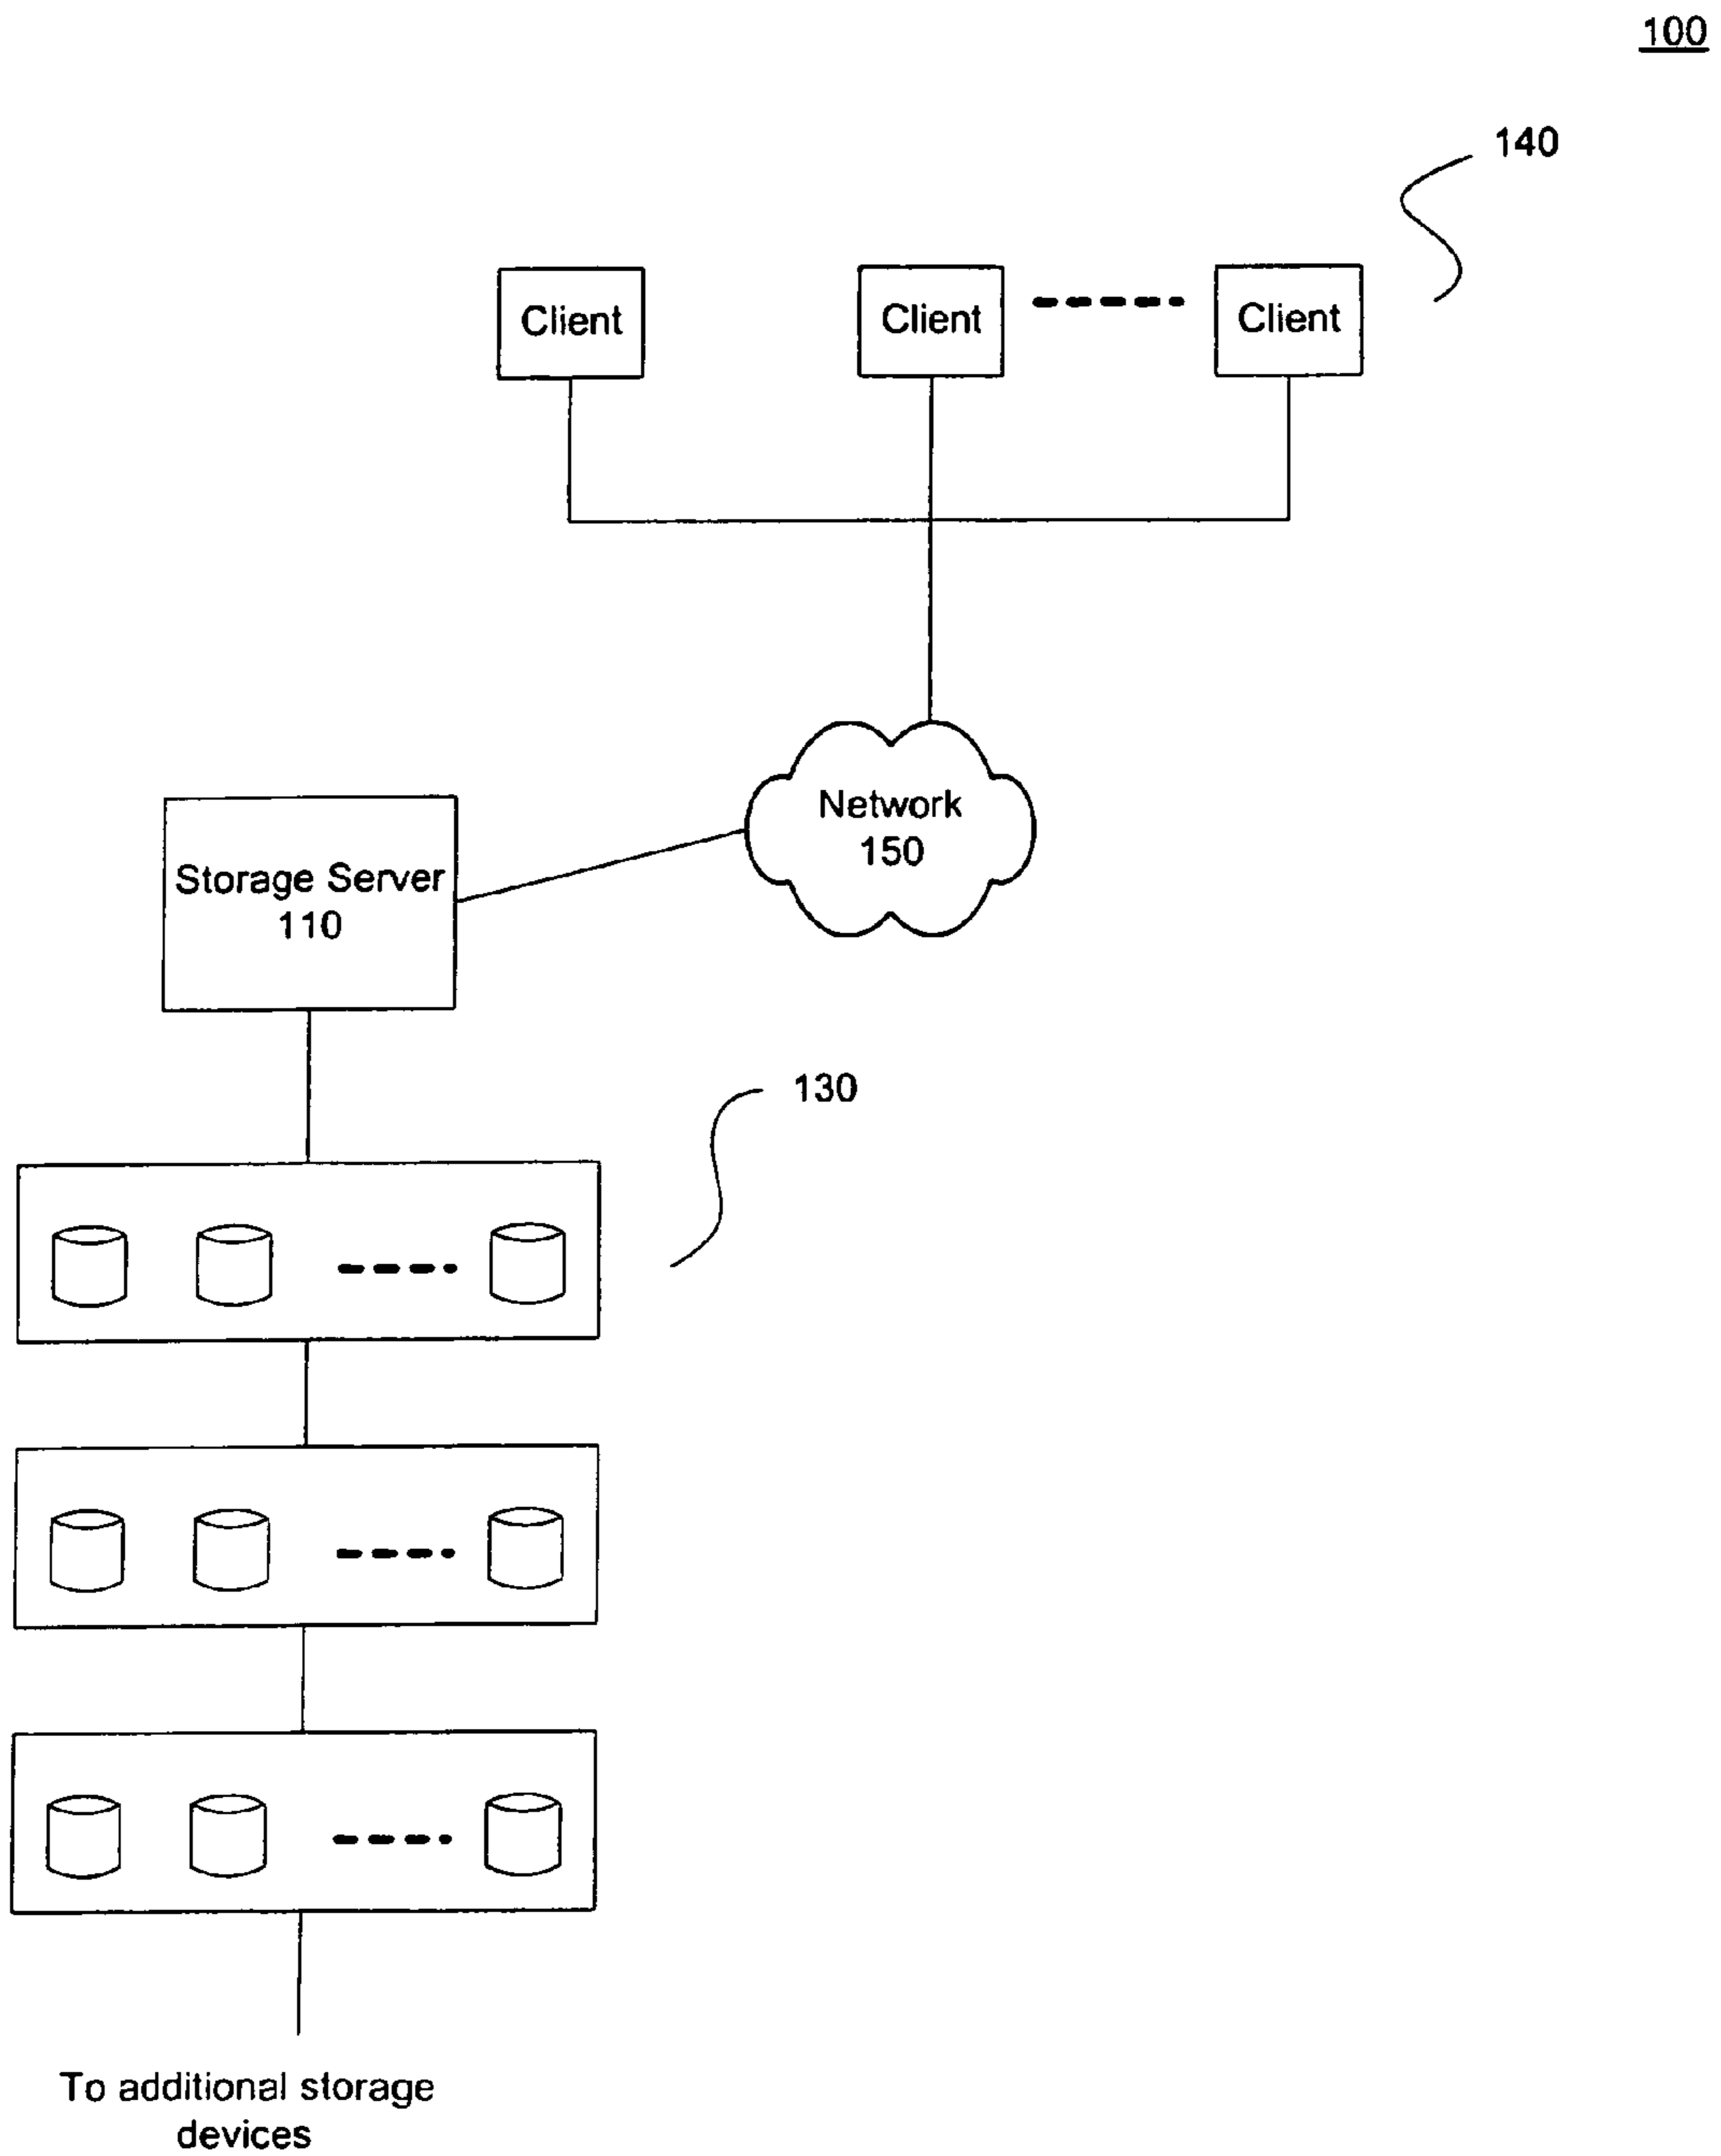 100
140
Client
Client
Client
Network
150
Storage Server
110
130
To additional storage
devices